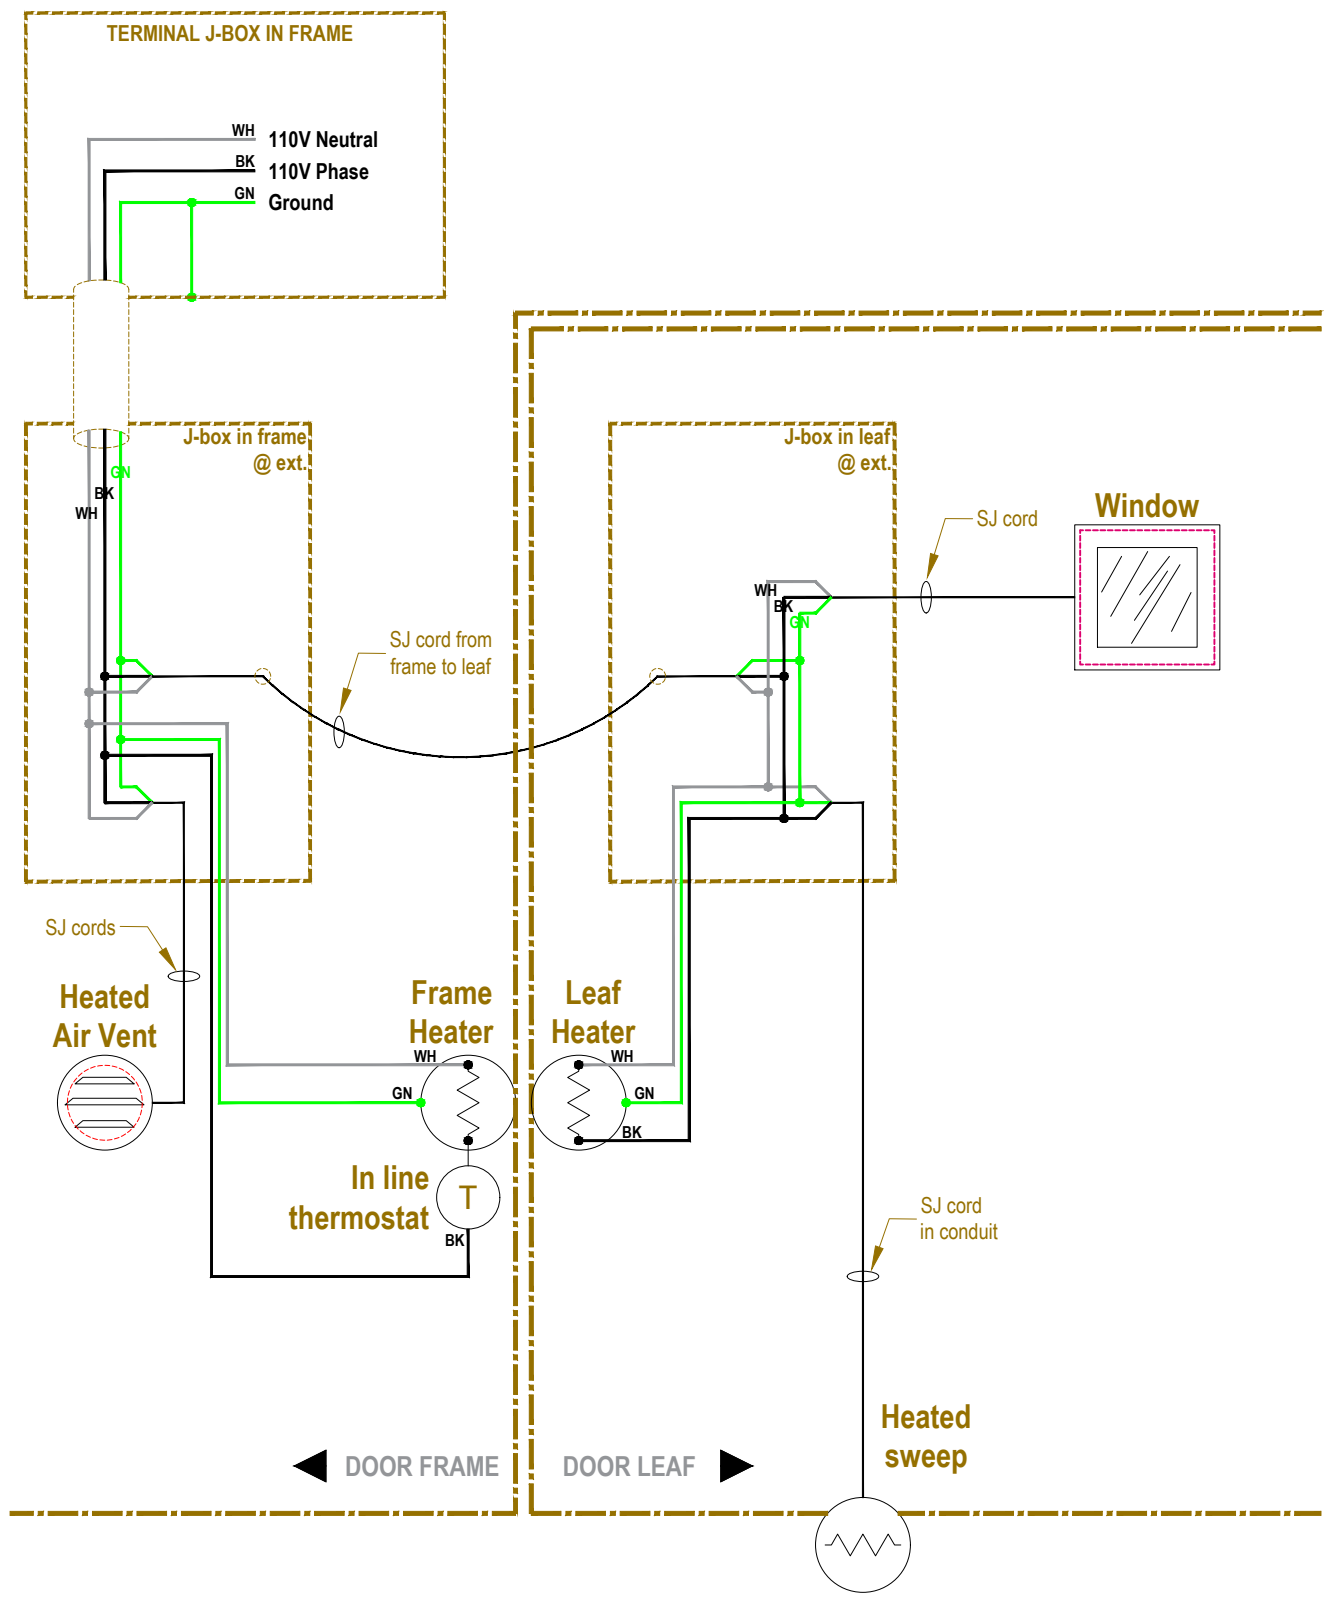 TERMINAL J-BOX IN FRAME
WH
110V Neutral
BK
110V Phase
GN
Ground
J-box in frame
@ ext.
GN
BK
WH
J-box in leaf
@ ext.
Window
SJ cord
WH
BK
GN
SJ cord from
frame to leaf
SJ cords
Heated
Air Vent
Frame
Heater
Leaf
Heater
WH
GN
WH
GN
BK
In line
thermostat
T
BK
SJ cord
in conduit
Heated
sweep
DOOR FRAME
DOOR LEAF